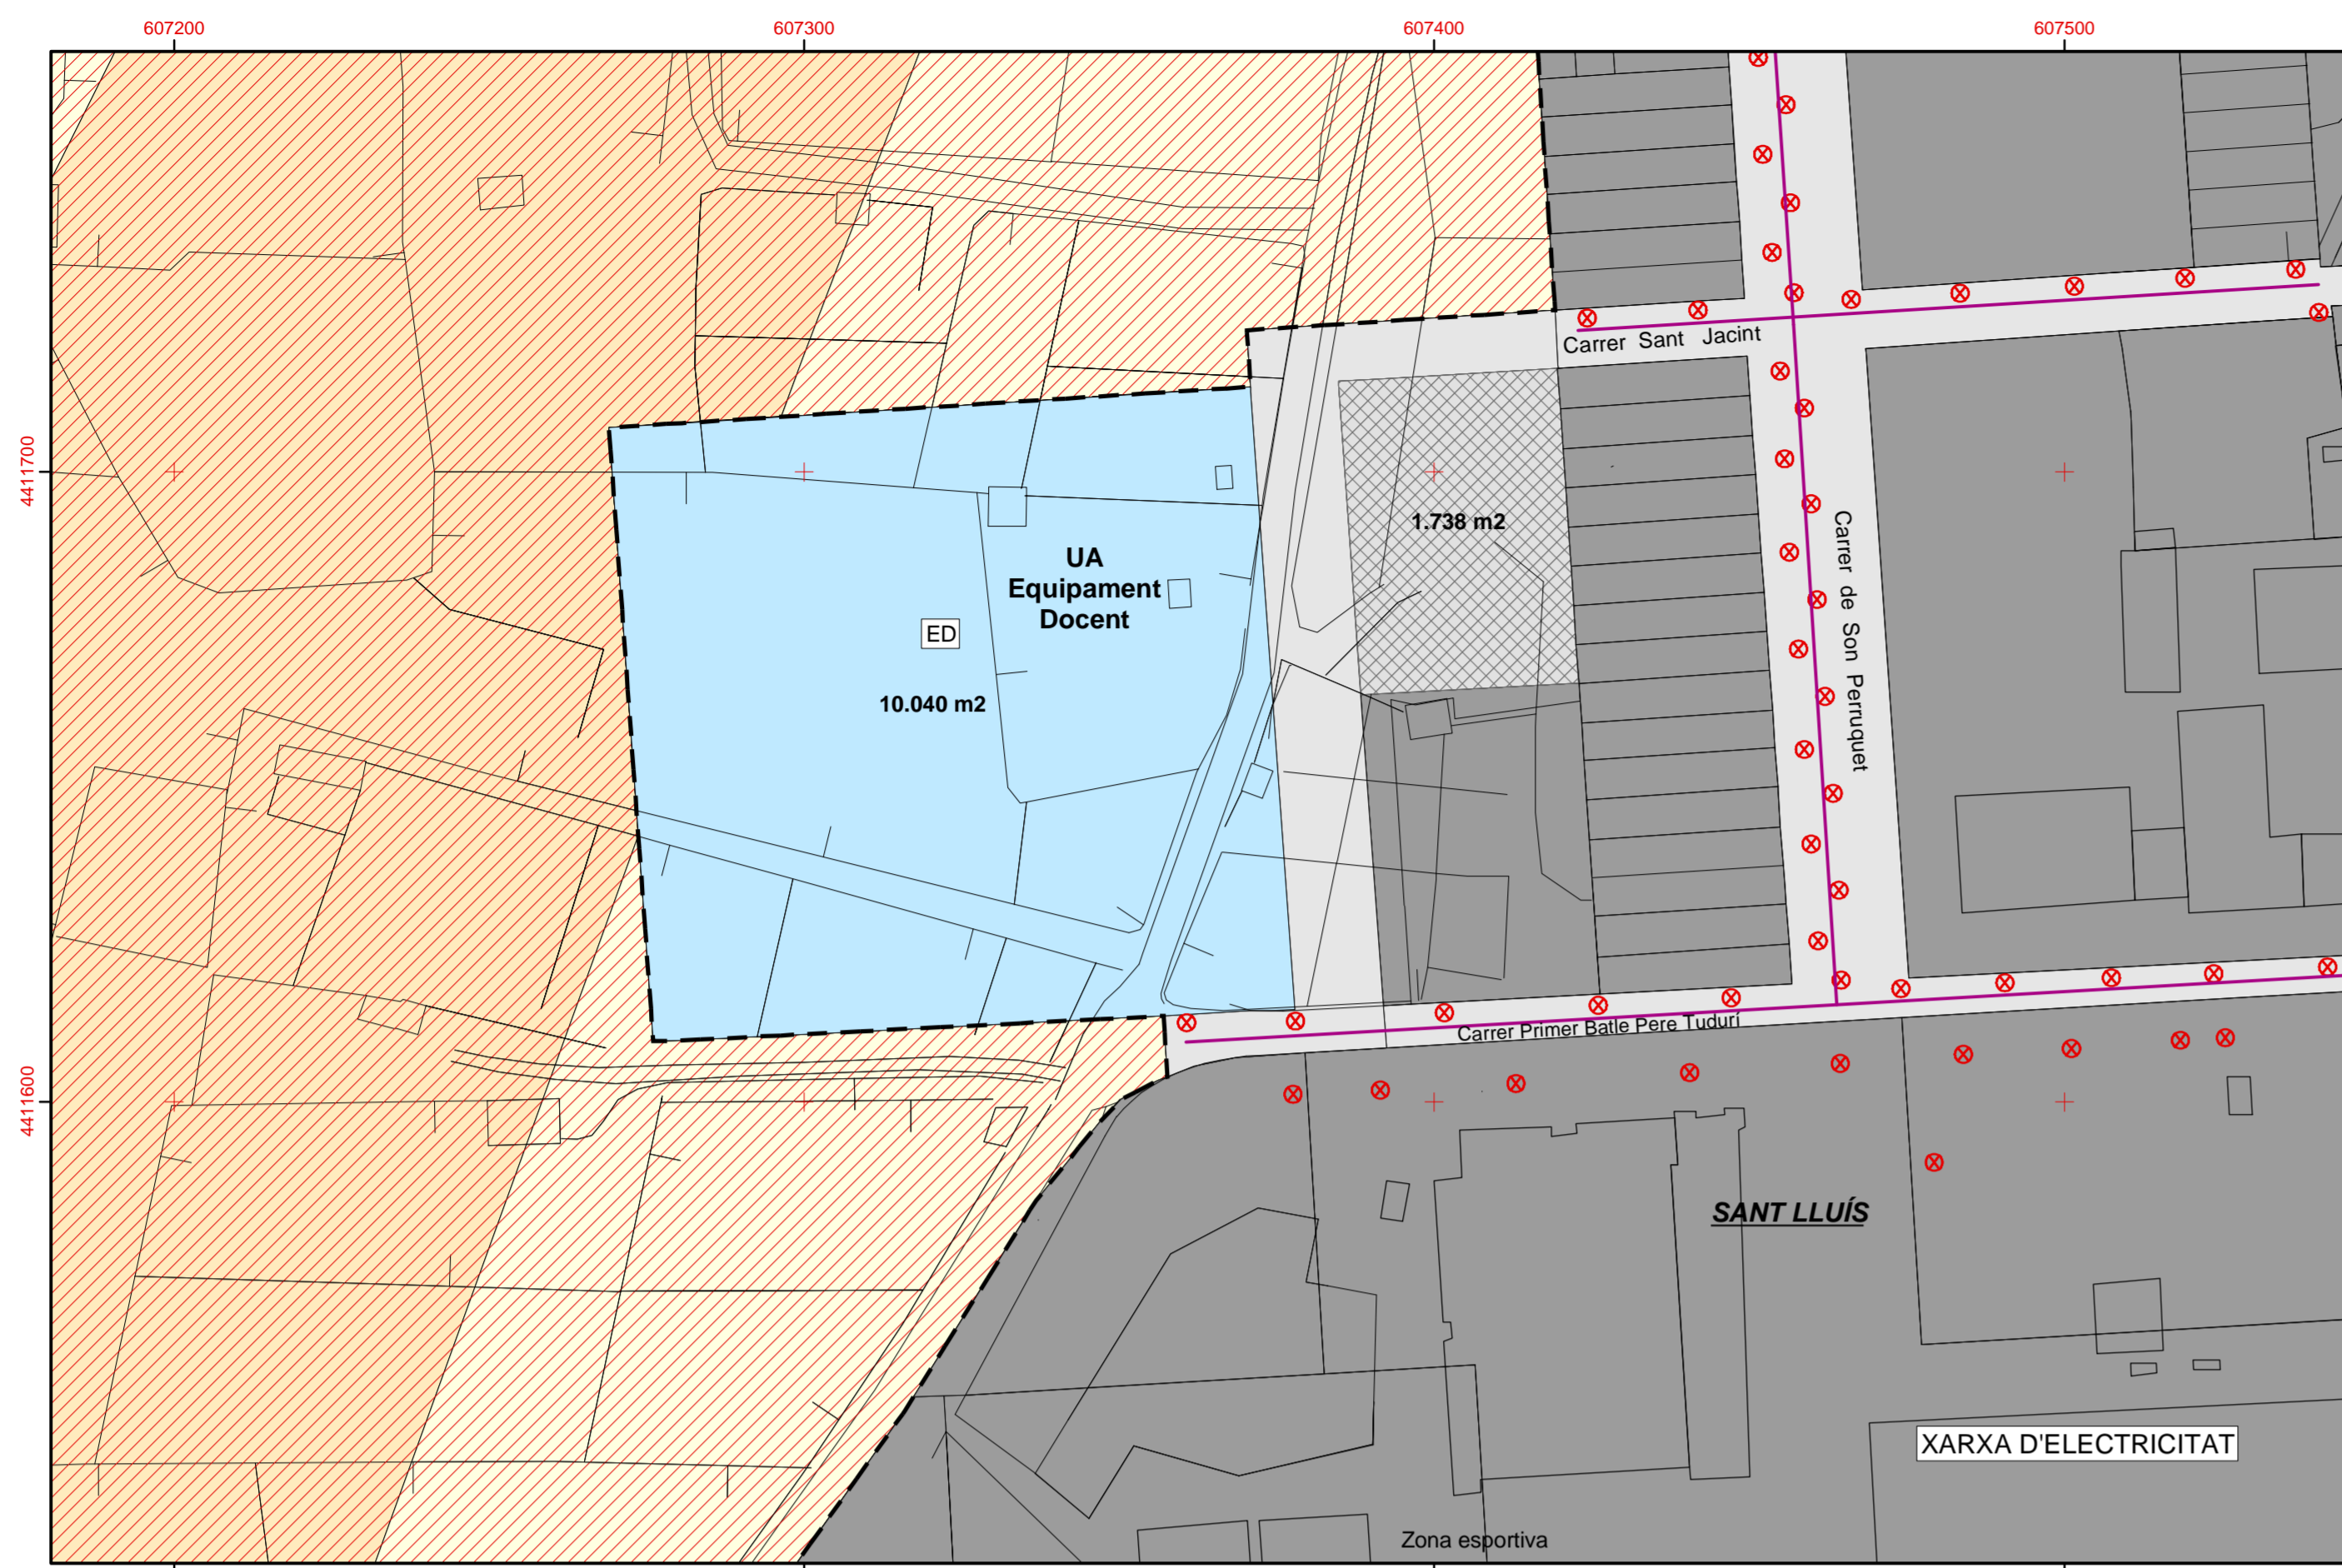 607200
607300
607400
607500
Carrer Sant Jacint
4411700
1.738 m2
UA
Equipament
Docent
ED
Carrer de Son Perruquet
10.040 m2
Carrer Primer Batle Pere Tudurí
4411600
SANT LLUÍS
XARXA D'ELECTRICITAT
Zona esportiva